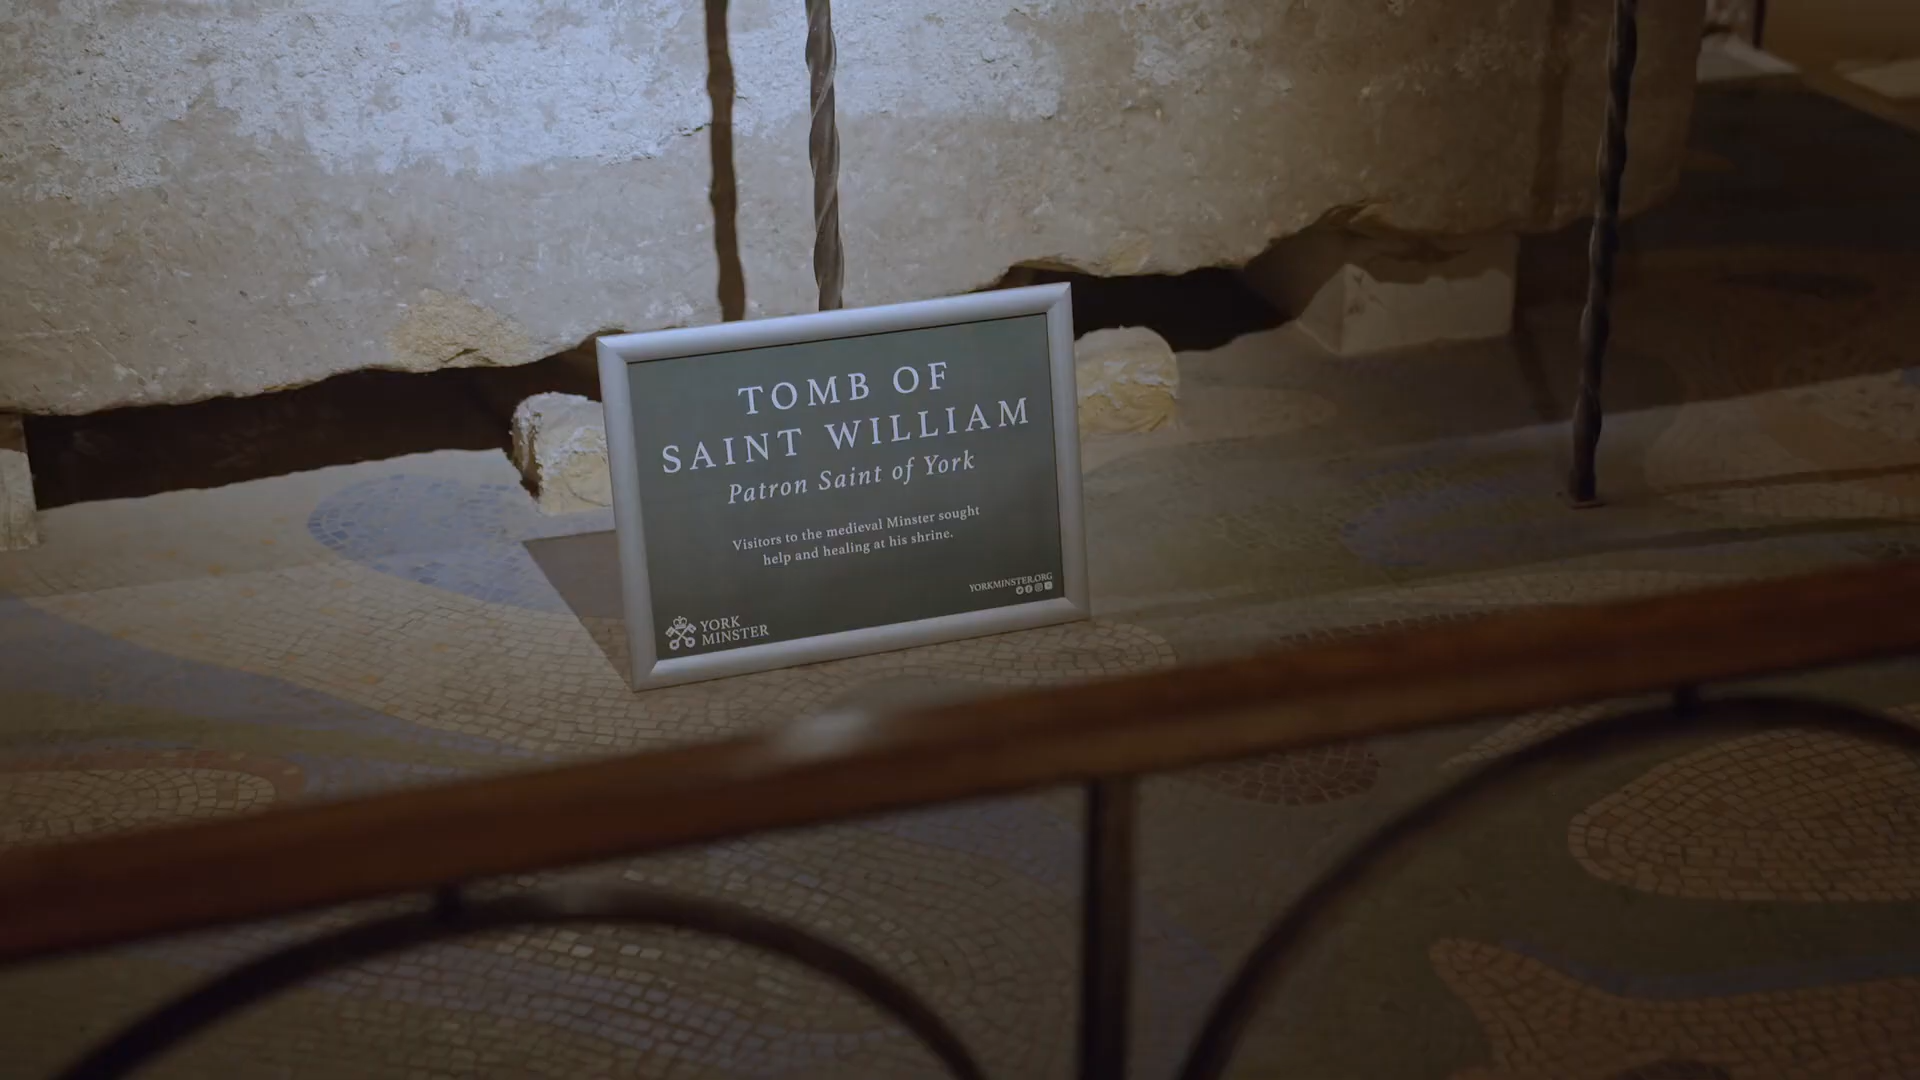 TOMB OF
SAINT WILLIAM
Patron Saint of York
Visitors to the medieval Minster sought
help and healing at his shrine.
YORKMINSTER.ORG
YORK
MINSTER